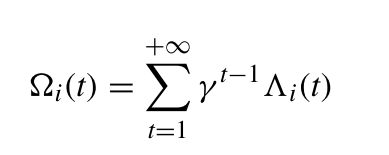 Ωᵢ(t) = ∑_{t=1}^{+∞} γ^{t−1} Λᵢ(t)